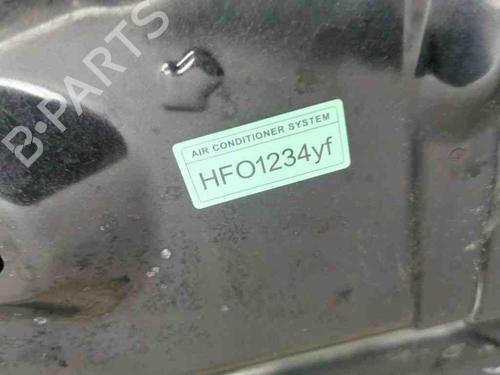 B-PARTS
AIR CONDITIONER SYSTEM
HFO1234yf